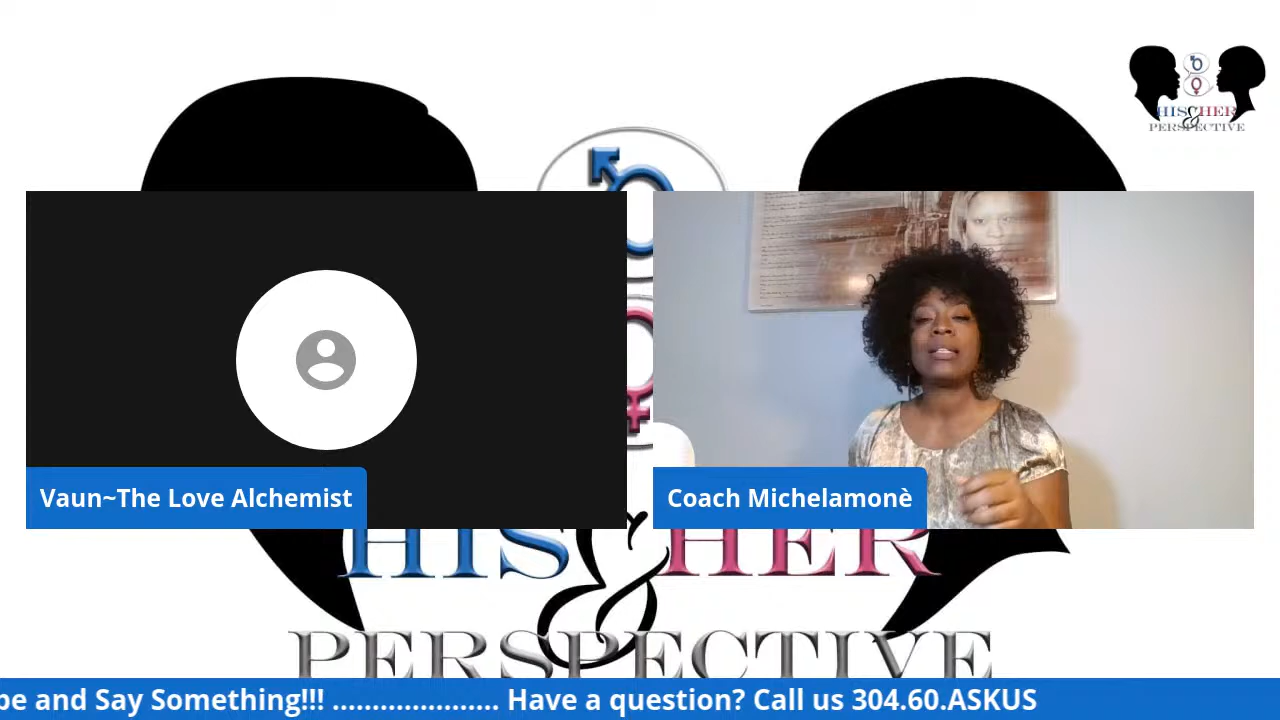 HIS & HER
PERSPECTIVE
Vaun~The Love Alchemist
Coach Michelamonè
HIS & HER
PERSPECTIVE
be and Say Something!!! ..................... Have a question? Call us 304.60.ASKUS